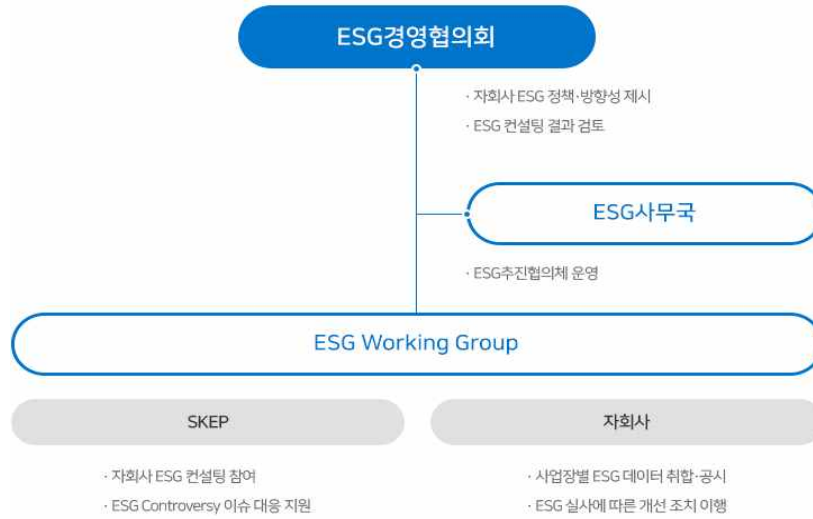 ESG경영협의회
· 자회사 ESG 정책·방향성 제시
· ESG 컨설팅 결과 검토
ESG사무국
· ESG추진협의체 운영
ESG Working Group
SKEP
자회사
· 자회사 ESG 컨설팅 참여
· 사업장별 ESG 데이터 취합·공시
· ESG Controversy 이슈 대응 지원
· ESG 실사에 따른 개선 조치 이행